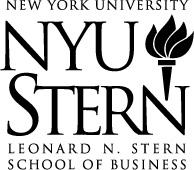 NEW YORK UNIVERSITY
NYU
STERN
LEONARD N. STERN
SCHOOL OF BUSINESS